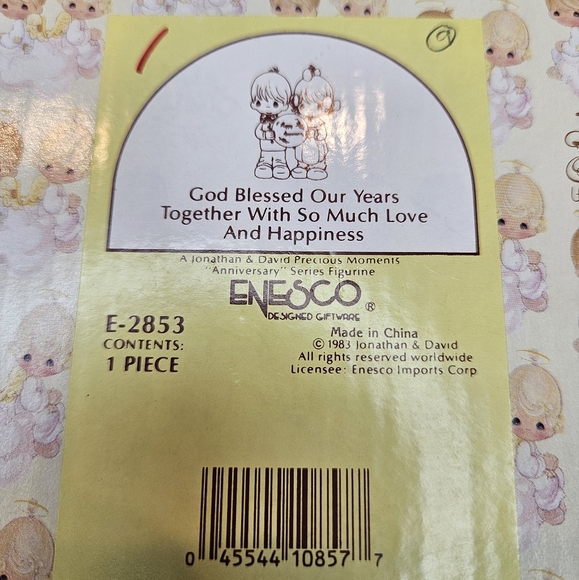 God Blessed Our Years
Together With So Much Love
And Happiness
A Jonathan & David Precious Moments
"Anniversary" Series Figurine
ENESCO ®
DESIGNED GIFTWARE
E-2853
CONTENTS:
1 PIECE
Made in China
© 1983 Jonathan & David
All rights reserved worldwide
Licensee: Enesco Imports Corp
0 45544 10857 7